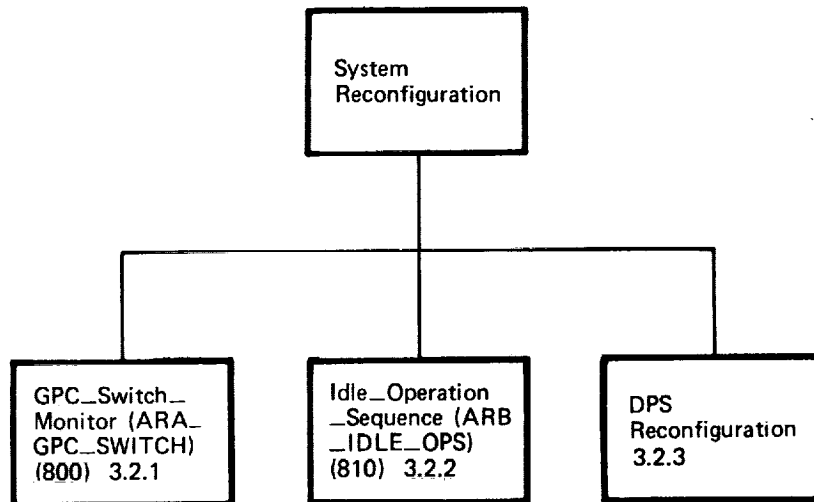 System
Reconfiguration
GPC_Switch_
Monitor (ARA_
GPC_SWITCH)
(800) 3.2.1
Idle_Operation
_Sequence (ARB
_IDLE_OPS)
(810) 3.2.2
DPS
Reconfiguration
3.2.3